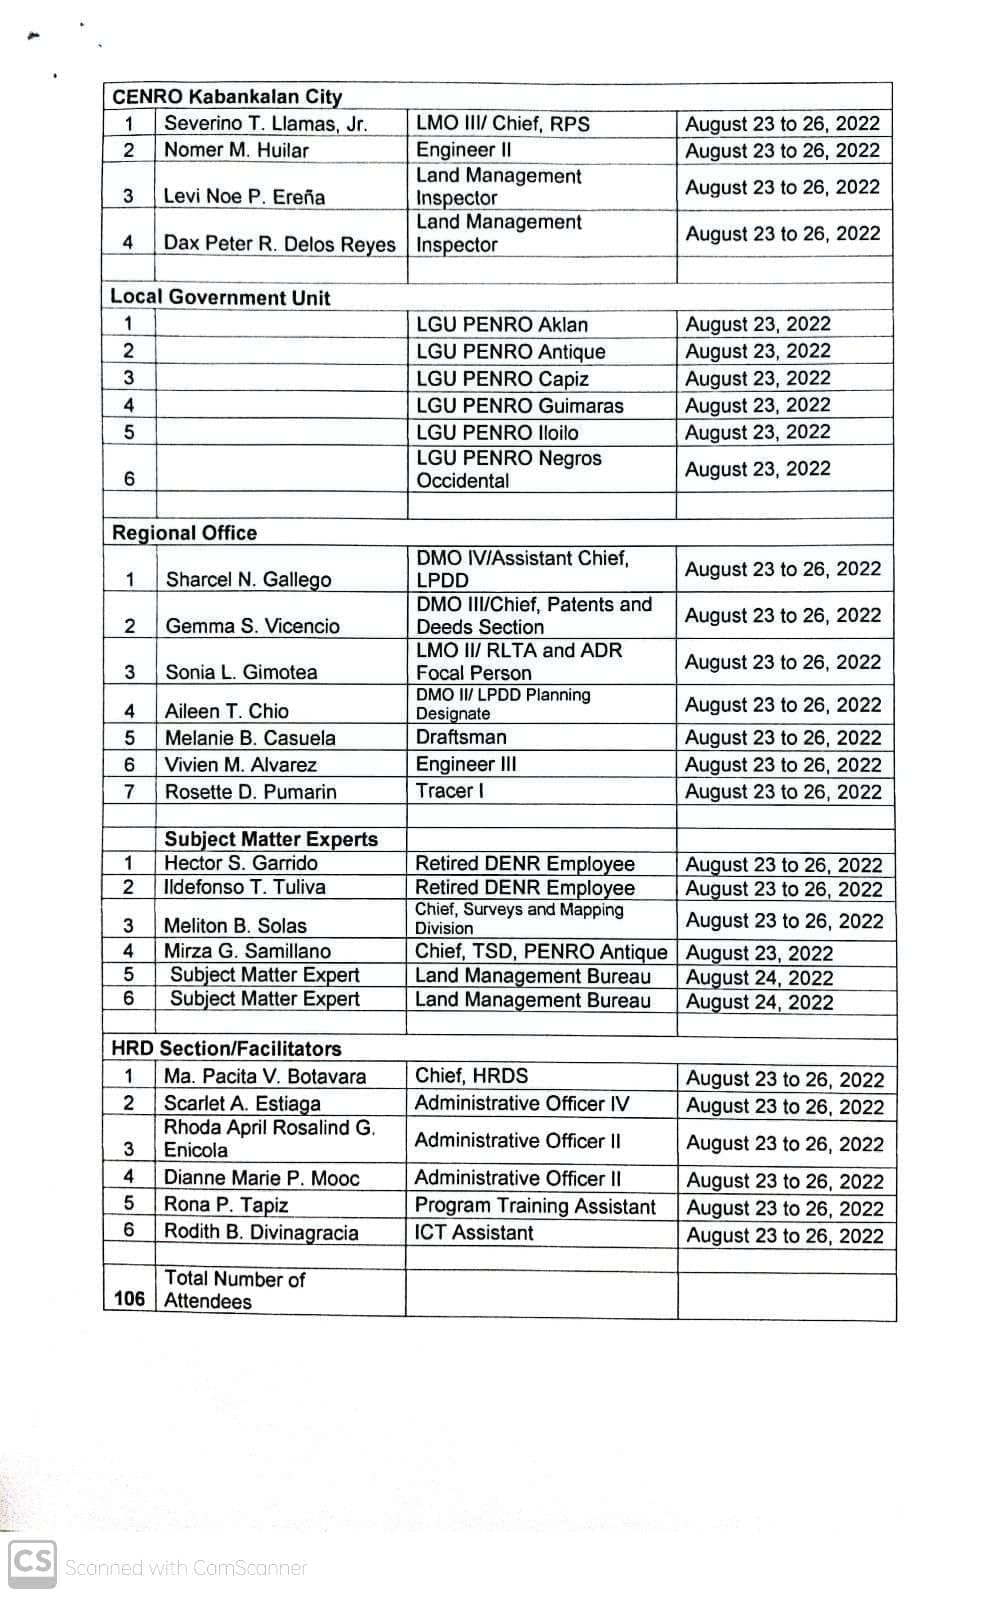 CENRO Kabankalan City
1 Severino T. Llamas, Jr. LMO III/ Chief, RPS August 23 to 26, 2022
2 Nomer M. Huilar Engineer II August 23 to 26, 2022
3 Levi Noe P. Ereña Land Management Inspector August 23 to 26, 2022
4 Dax Peter R. Delos Reyes Land Management Inspector August 23 to 26, 2022
Local Government Unit
1 LGU PENRO Aklan August 23, 2022
2 LGU PENRO Antique August 23, 2022
3 LGU PENRO Capiz August 23, 2022
4 LGU PENRO Guimaras August 23, 2022
5 LGU PENRO Iloilo August 23, 2022
6 LGU PENRO Negros Occidental August 23, 2022
Regional Office
1 Sharcel N. Gallego DMO IV/Assistant Chief, LPDD August 23 to 26, 2022
2 Gemma S. Vicencio DMO III/Chief, Patents and Deeds Section August 23 to 26, 2022
3 Sonia L. Gimotea LMO II/ RLTA and ADR Focal Person August 23 to 26, 2022
4 Aileen T. Chio DMO II/ LPDD Planning Designate August 23 to 26, 2022
5 Melanie B. Casuela Draftsman August 23 to 26, 2022
6 Vivien M. Alvarez Engineer III August 23 to 26, 2022
7 Rosette D. Pumarin Tracer I August 23 to 26, 2022
Subject Matter Experts
1 Hector S. Garrido Retired DENR Employee August 23 to 26, 2022
2 Ildefonso T. Tuliva Retired DENR Employee August 23 to 26, 2022
3 Meliton B. Solas Chief, Surveys and Mapping Division August 23 to 26, 2022
4 Mirza G. Samillano Chief, TSD, PENRO Antique August 23, 2022
5 Subject Matter Expert Land Management Bureau August 24, 2022
6 Subject Matter Expert Land Management Bureau August 24, 2022
HRD Section/Facilitators
1 Ma. Pacita V. Botavara Chief, HRDS August 23 to 26, 2022
2 Scarlet A. Estiaga Administrative Officer IV August 23 to 26, 2022
3 Rhoda April Rosalind G. Enicola Administrative Officer II August 23 to 26, 2022
4 Dianne Marie P. Mooc Administrative Officer II August 23 to 26, 2022
5 Rona P. Tapiz Program Training Assistant August 23 to 26, 2022
6 Rodith B. Divinagracia ICT Assistant August 23 to 26, 2022
106 Total Number of Attendees
CS Scanned with CamScanner